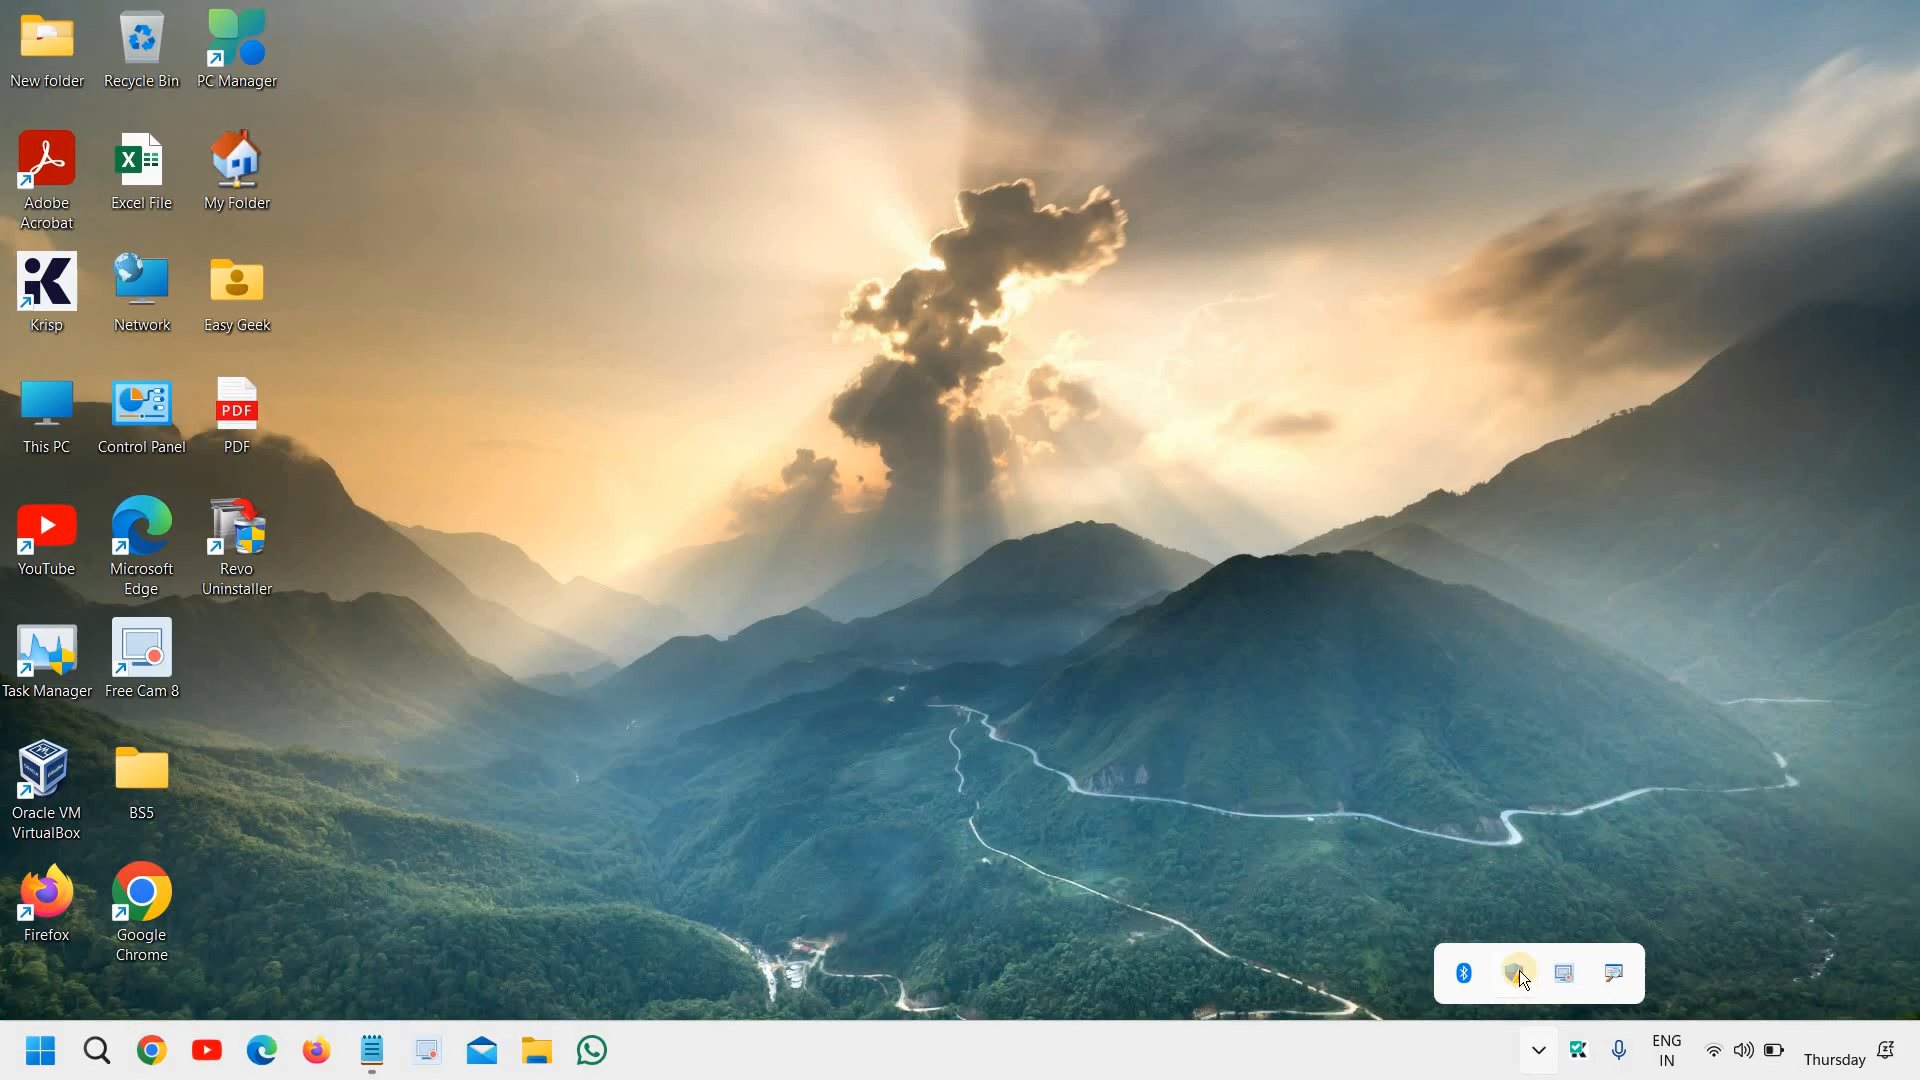 New folder
Recycle Bin
PC Manager
Adobe
Acrobat
Excel File
My Folder
Krisp
Network
Easy Geek
This PC
Control Panel
PDF
PDF
YouTube
Microsoft
Edge
Revo
Uninstaller
Task Manager
Free Cam 8
Oracle VM
VirtualBox
BS5
Firefox
Google
Chrome
ENG
IN
Thursday